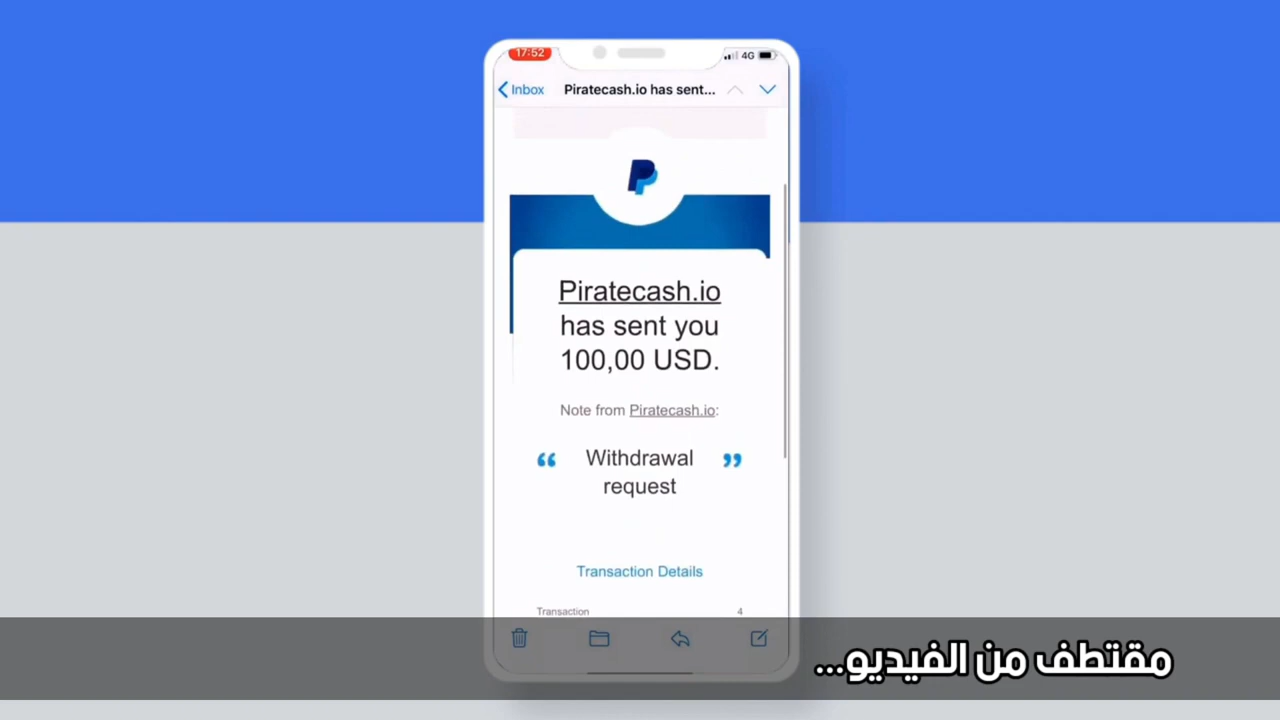 17:52
4G
Inbox
Piratecash.io has sent...
Piratecash.io
has sent you
100,00 USD.
Note from Piratecash.io:
“ Withdrawal ”
request
Transaction Details
Transaction 4
مقتطف من الفيديو...